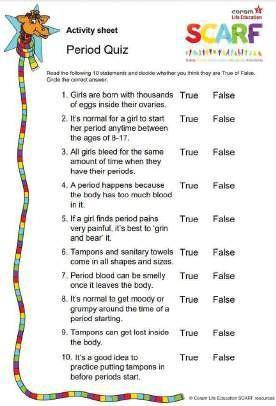 coram
Life Education
Activity sheet
SCARF
Period Quiz
Read the following 10 statements and decide whether you think they are True of False.
Circle the correct answer.
1. Girls are born with thousands True False
of eggs inside their ovaries.
2. It's normal for a girl to start True False
her period anytime between
the ages of 8-17.
3. All girls bleed for the same True False
amount of time when they
have their periods.
4. A period happens because True False
the body has too much blood
in it.
5. If a girl finds period pains True False
very painful, it's best to 'grin
and bear' it.
6. Tampons and sanitary towels True False
come in all shapes and sizes.
7. Period blood can be smelly True False
once it leaves the body.
8. It's normal to get moody or True False
grumpy around the time of a
period starting.
9. Tampons can get lost inside True False
the body.
10. It's a good idea to True False
practice putting tampons in
before periods start.
© Coram Life Education SCARF resources